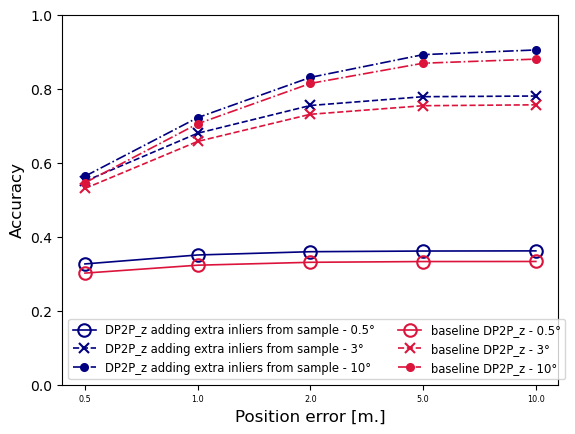 1.0
0.8
0.6
0.4
0.2
0.0
Accuracy
DP2P_z adding extra inliers from sample - 0.5°
DP2P_z adding extra inliers from sample - 3°
DP2P_z adding extra inliers from sample - 10°
baseline DP2P_z - 0.5°
baseline DP2P_z - 3°
baseline DP2P_z - 10°
0.5 1.0 2.0 5.0 10.0
Position error [m.]